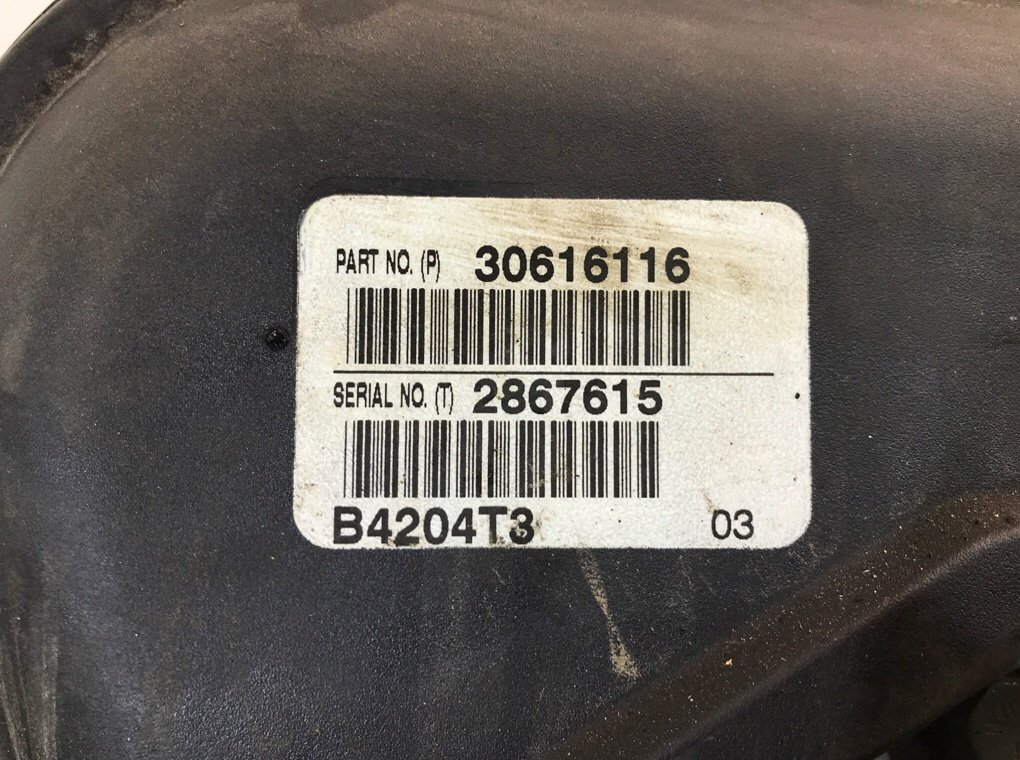 PART NO. (P) 30616116
SERIAL NO. (T) 2867615
B4204T3 03